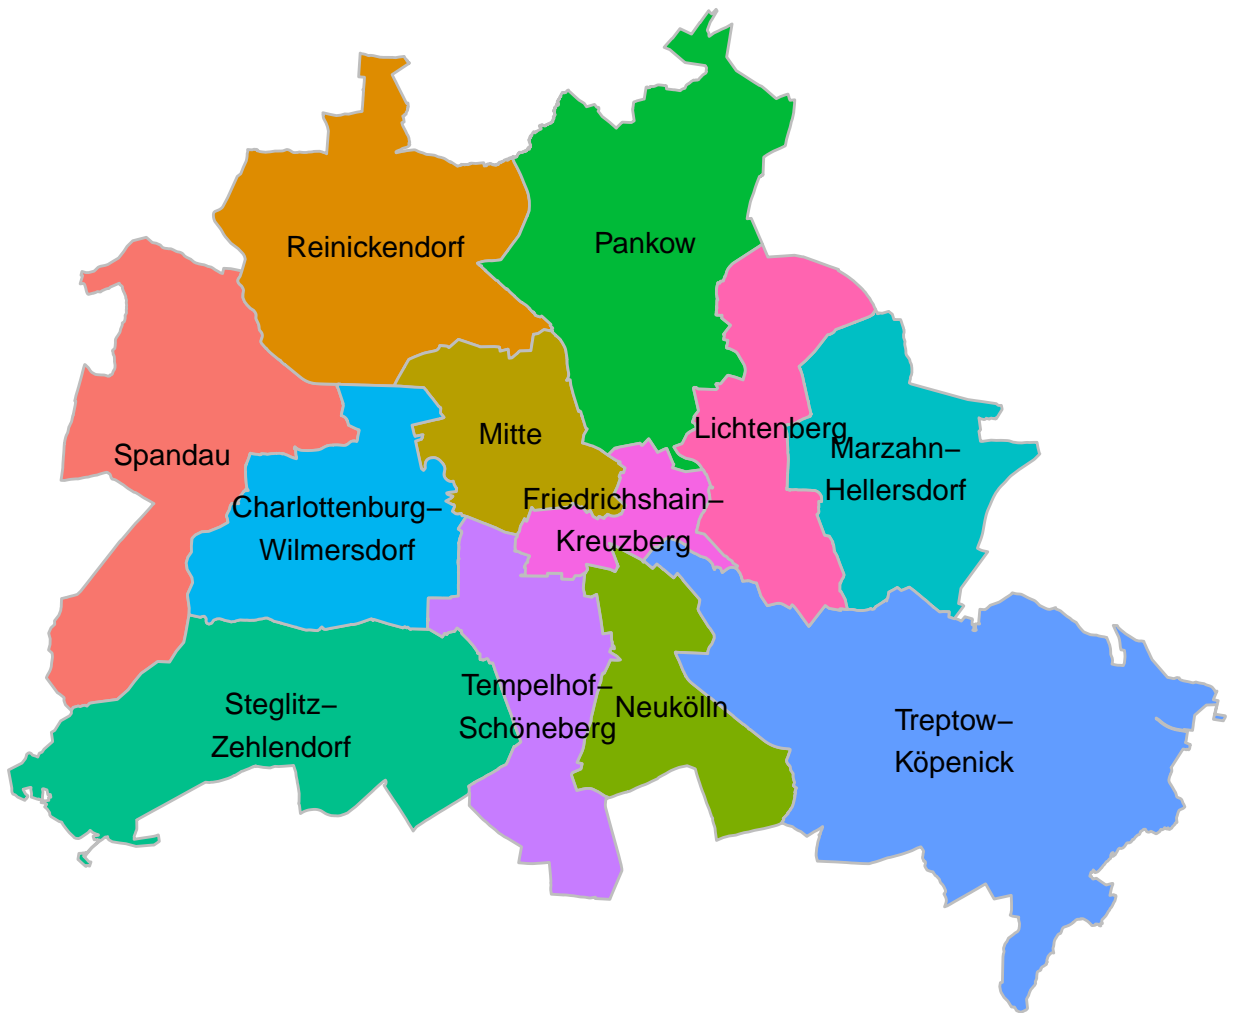 Reinickendorf
Pankow
Lichtenberg
Mitte
Marzahn–
Hellersdorf
Spandau
Charlottenburg–
Wilmersdorf
Friedrichshain–
Kreuzberg
Steglitz–
Zehlendorf
Tempelhof–
Schöneberg
Neukölln
Treptow–
Köpenick